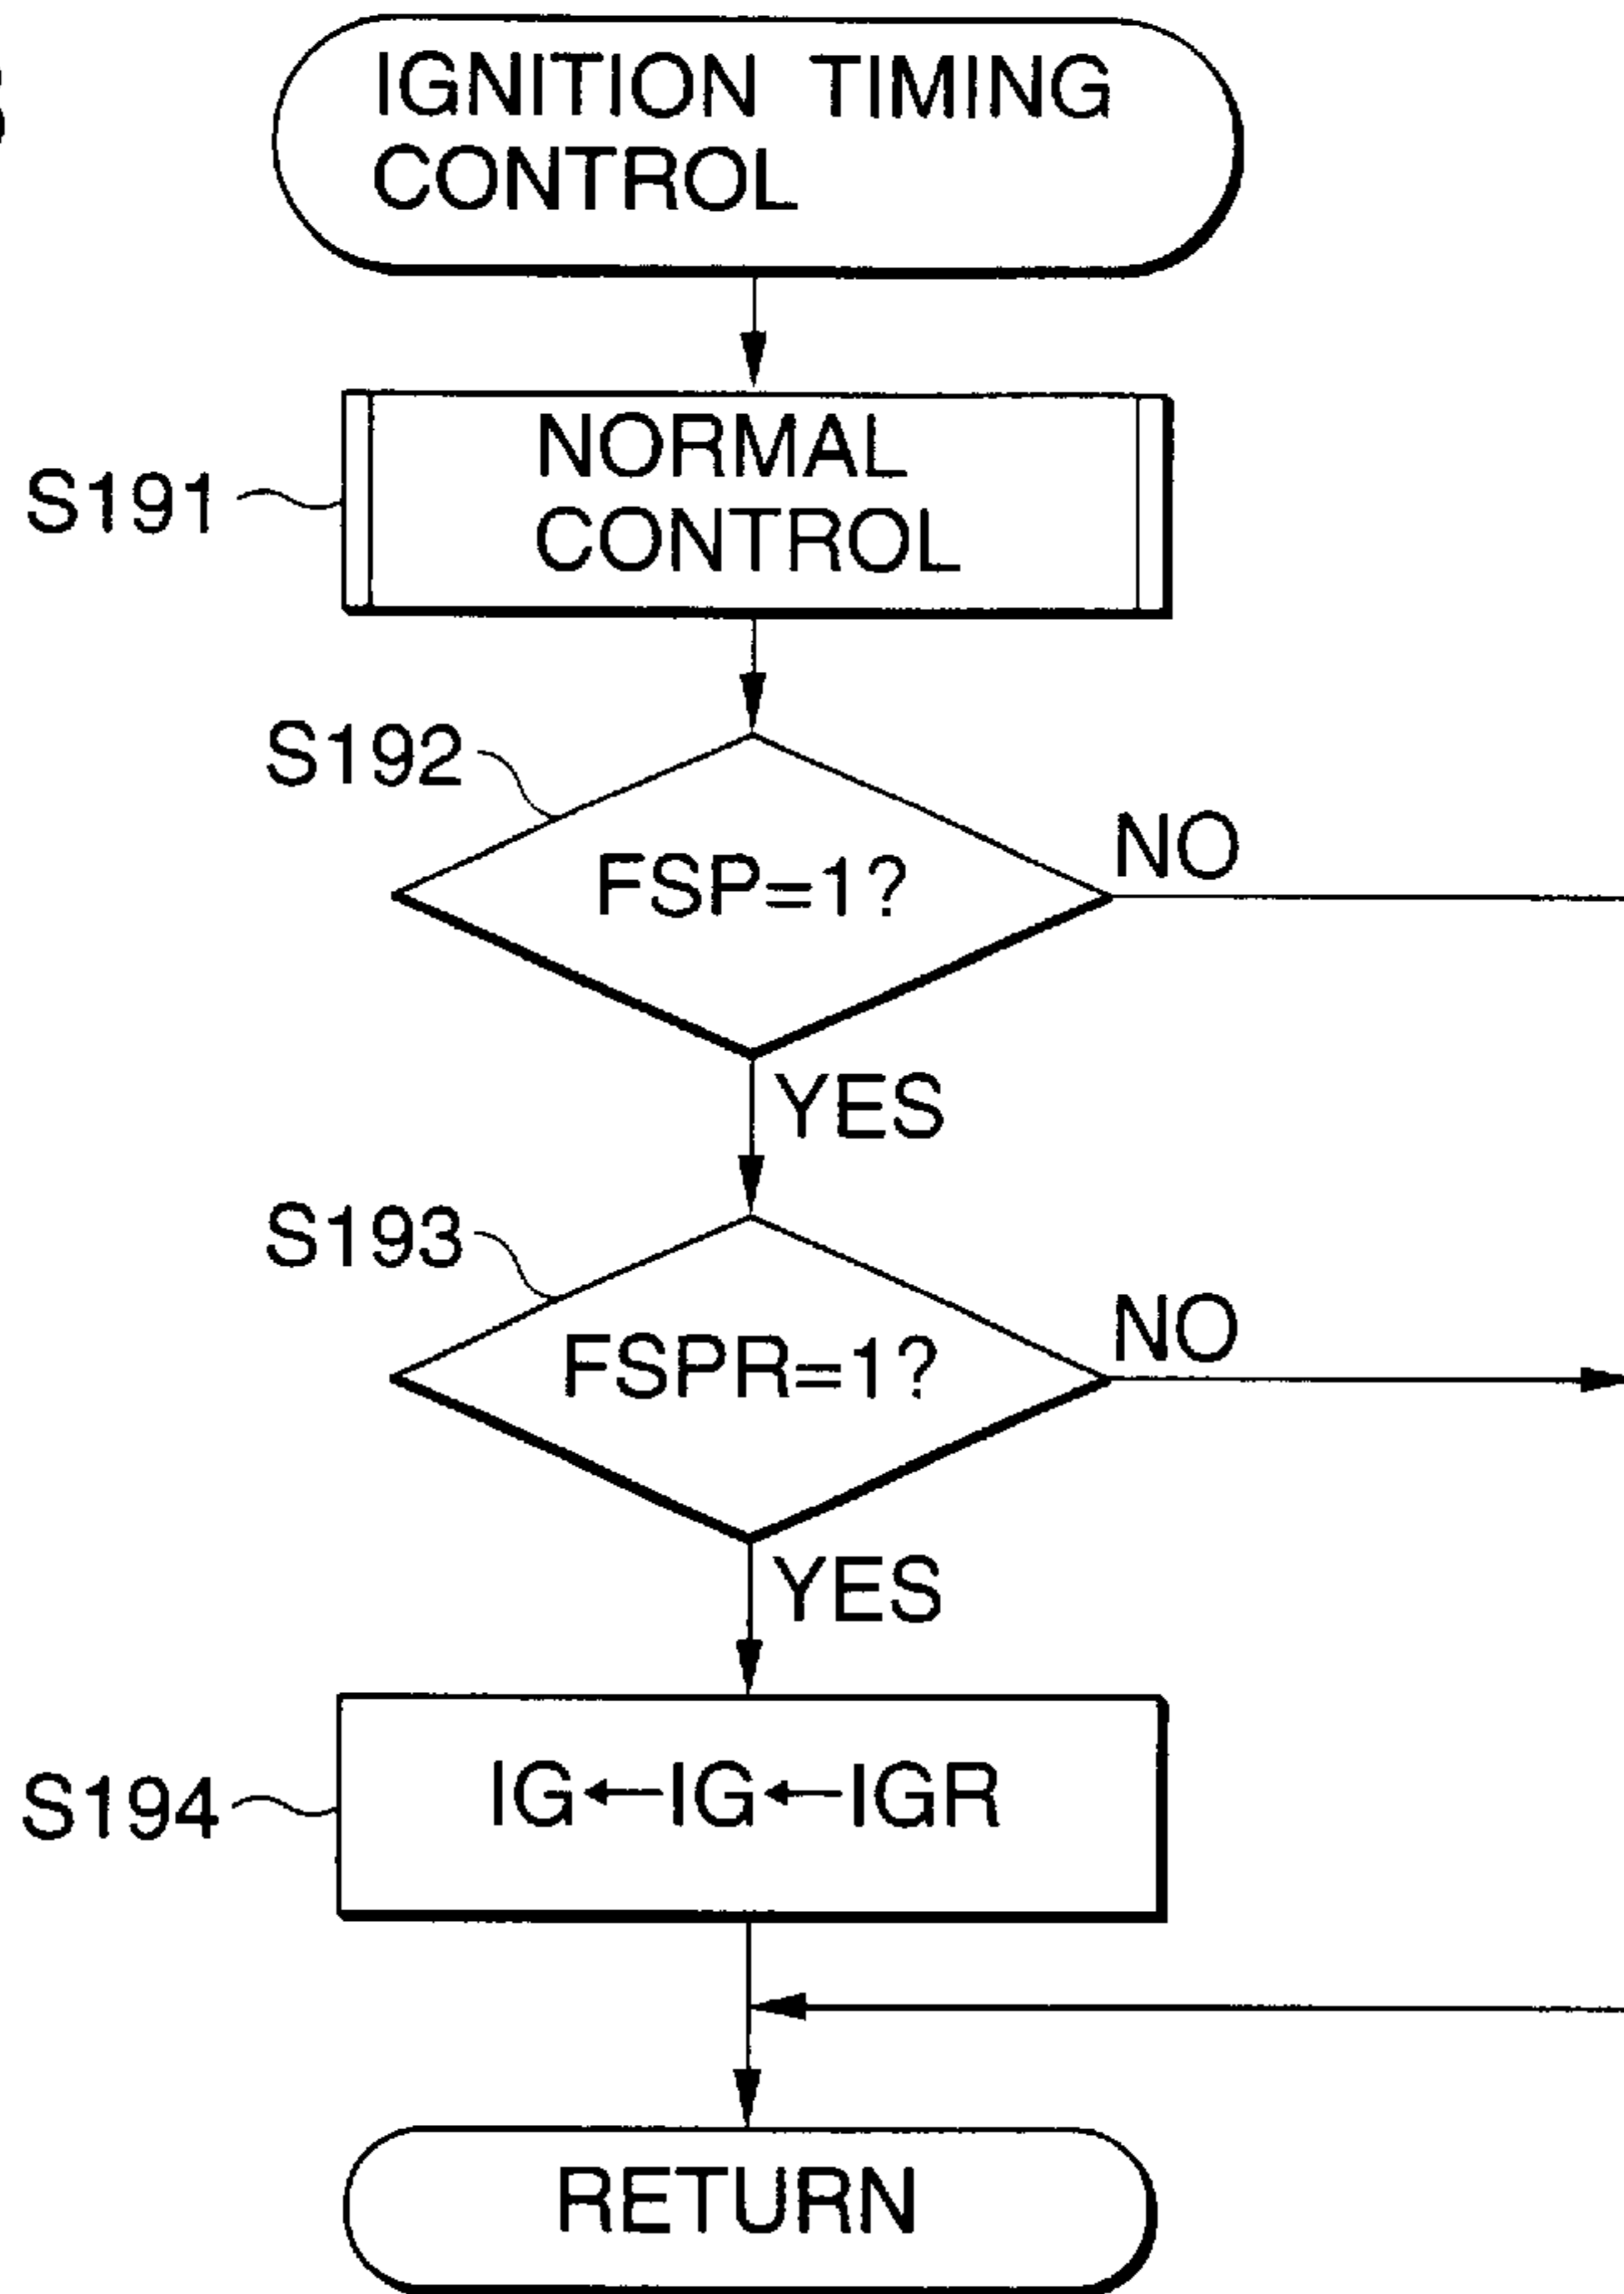 IGNITION TIMING
CONTROL
S191
NORMAL
CONTROL
S192
FSP=1?
NO
YES
S193
FSPR=1?
NO
YES
S194
IG←IG←IGR
RETURN